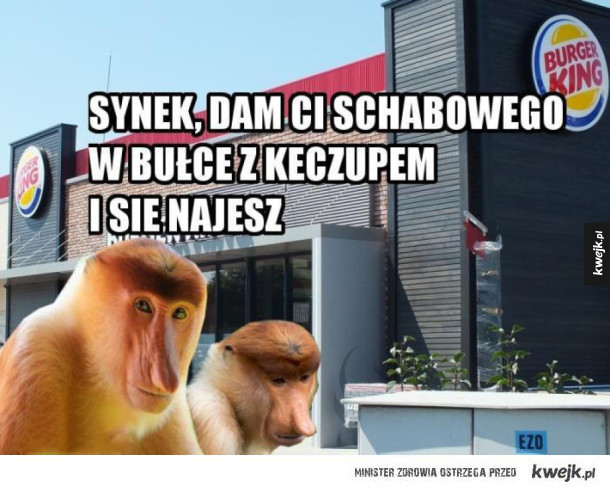 BURGER
KING
BURGER
KING
SYNEK, DAM CI SCHABOWEGO
W BUŁCE Z KECZUPEM
I SIE NAJESZ
kwejk.pl
EZO
MINISTER ZDROWIA OSTRZEGA PRZED kwejk.pl